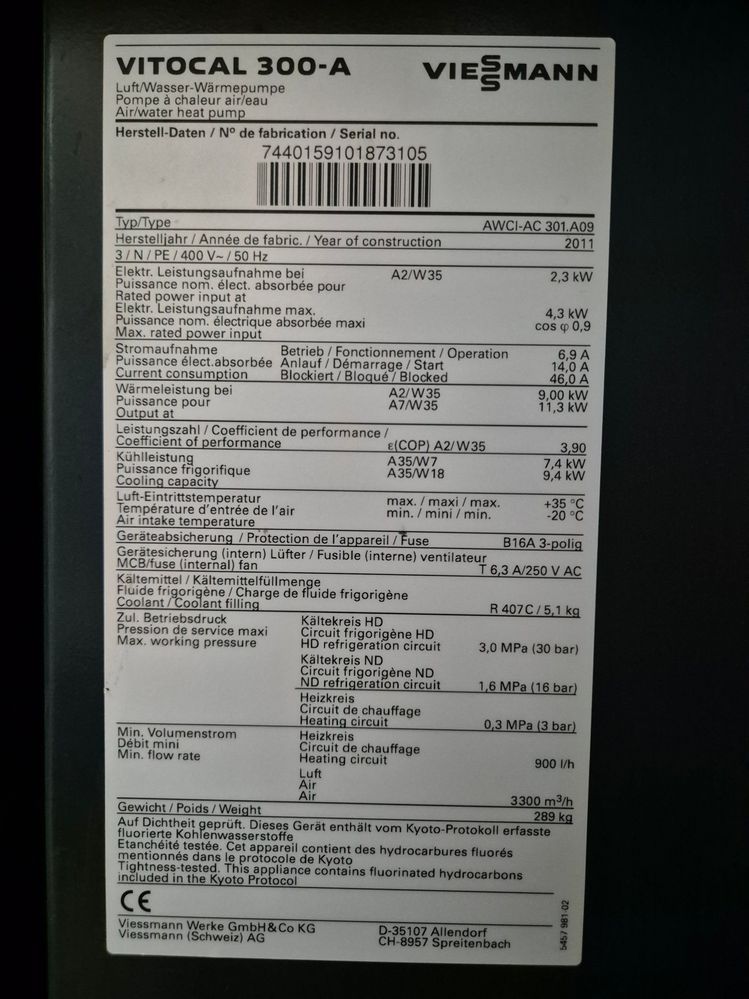 VITOCAL 300-A
VIESSMANN
Luft/Wasser-Wärmepumpe
Pompe à chaleur air/eau
Air/water heat pump
Herstell-Daten / Nº de fabrication / Serial no.
7440159101873105
Typ/Type AWCI-AC 301.A09
Herstelljahr / Année de fabric. / Year of construction 2011
3 / N / PE / 400 V~ / 50 Hz
Elektr. Leistungsaufnahme bei A2/W35 2,3 kW
Puissance nom. élect. absorbée pour
Rated power input at
Elektr. Leistungsaufnahme max. 4,3 kW
Puissance nom. électrique absorbée maxi cos φ 0,9
Max. rated power input
Stromaufnahme Betrieb / Fonctionnement / Operation 6,9 A
Puissance élect.absorbée Anlauf / Démarrage / Start 14,0 A
Current consumption Blockiert / Bloqué / Blocked 46,0 A
Wärmeleistung bei A2/W35 9,00 kW
Puissance pour A7/W35 11,3 kW
Output at
Leistungszahl / Coefficient de performance /
Coefficient of performance ε(COP) A2/W35 3,90
Kühlleistung A35/W7 7,4 kW
Puissance frigorifique A35/W18 9,4 kW
Cooling capacity
Luft-Eintrittstemperatur max. / maxi / max. +35 °C
Température d'entrée de l'air min. / mini / min. -20 °C
Air intake temperature
Geräteabsicherung / Protection de l'appareil / Fuse B16A 3-polig
Gerätesicherung (intern) Lüfter / Fusible (interne) ventilateur
MCB/fuse (internal) fan T 6,3 A/250 V AC
Kältemittel / Kältemittelfüllmenge
Fluide frigorigène / Charge de fluide frigorigène
Coolant / Coolant filling R 407C / 5,1 kg
Zul. Betriebsdruck Kältekreis HD
Pression de service maxi Circuit frigorigène HD
Max. working pressure HD refrigeration circuit 3,0 MPa (30 bar)
Kältekreis ND
Circuit frigorigène ND
ND refrigeration circuit 1,6 MPa (16 bar)
Heizkreis
Circuit de chauffage
Heating circuit 0,3 MPa (3 bar)
Min. Volumenstrom Heizkreis
Débit mini Circuit de chauffage
Min. flow rate Heating circuit 900 l/h
Luft
Air
Air 3300 m³/h
Gewicht / Poids / Weight 289 kg
Auf Dichtheit geprüft. Dieses Gerät enthält vom Kyoto-Protokoll erfasste
fluorierte Kohlenwasserstoffe
Etanchéité testée. Cet appareil contient des hydrocarbures fluorés
mentionnés dans le protocole de Kyoto
Tightness-tested. This appliance contains fluorinated hydrocarbons
included in the Kyoto Protocol
CE
Viessmann Werke GmbH&Co KG D-35107 Allendorf
Viessmann (Schweiz) AG CH-8957 Spreitenbach
5457 981-02